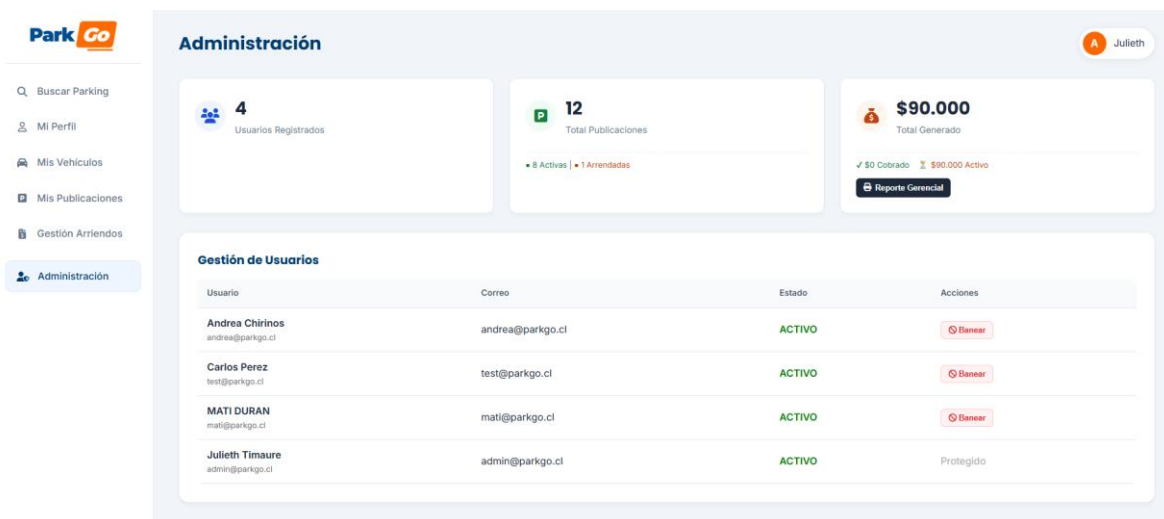 Park Go
Buscar Parking
Mi Perfil
Mis Vehículos
Mis Publicaciones
Gestión Arriendos
Administración
Administración
A Julieth
4
Usuarios Registrados
12
Total Publicaciones
● 8 Activas | ● 1 Arrendadas
$90.000
Total Generado
✓ $0 Cobrado ⏳ $90.000 Activo
Reporte Gerencial
Gestión de Usuarios
Usuario Correo Estado Acciones
Andrea Chirinos
andrea@parkgo.cl andrea@parkgo.cl ACTIVO Banear
Carlos Perez
test@parkgo.cl test@parkgo.cl ACTIVO Banear
MATI DURAN
mati@parkgo.cl mati@parkgo.cl ACTIVO Banear
Julieth Timaure
admin@parkgo.cl admin@parkgo.cl ACTIVO Protegido